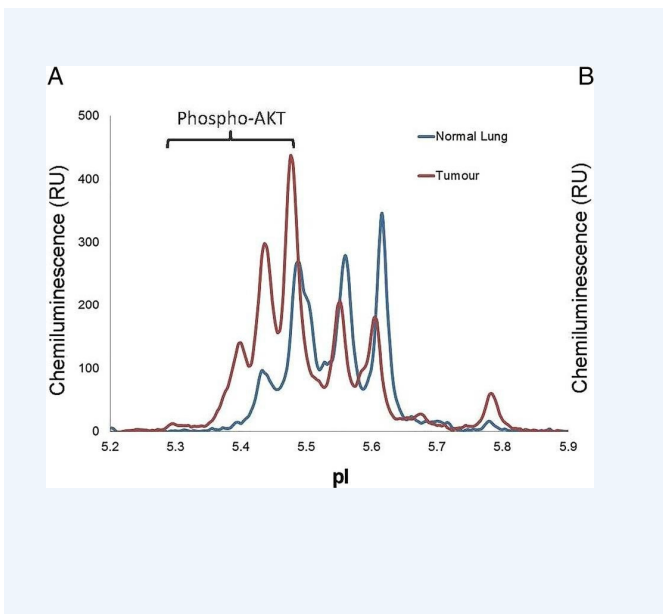 A
B
Phospho-AKT
Normal Lung
Tumour
Chemiluminescence (RU)
500
400
300
200
100
0
5.2 5.3 5.4 5.5 5.6 5.7 5.8 5.9
pI
Chemiluminescence (RU)